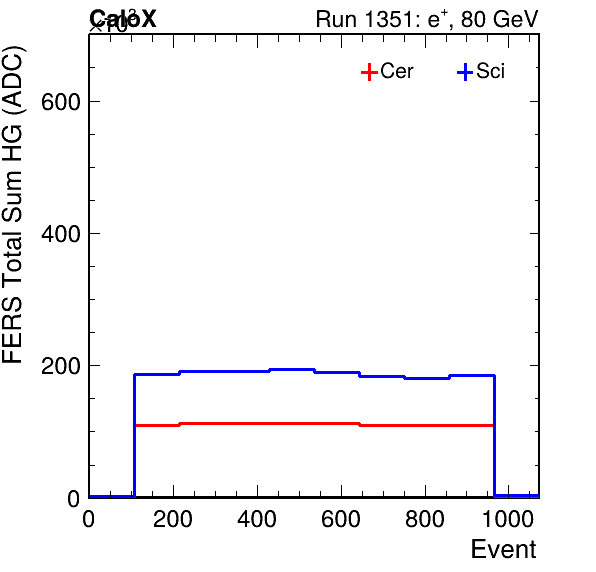 CaloX
×10³
Run 1351: e⁺, 80 GeV
FERS Total Sum HG (ADC)
Cer
Sci
600
400
200
0
0 200 400 600 800 1000
Event